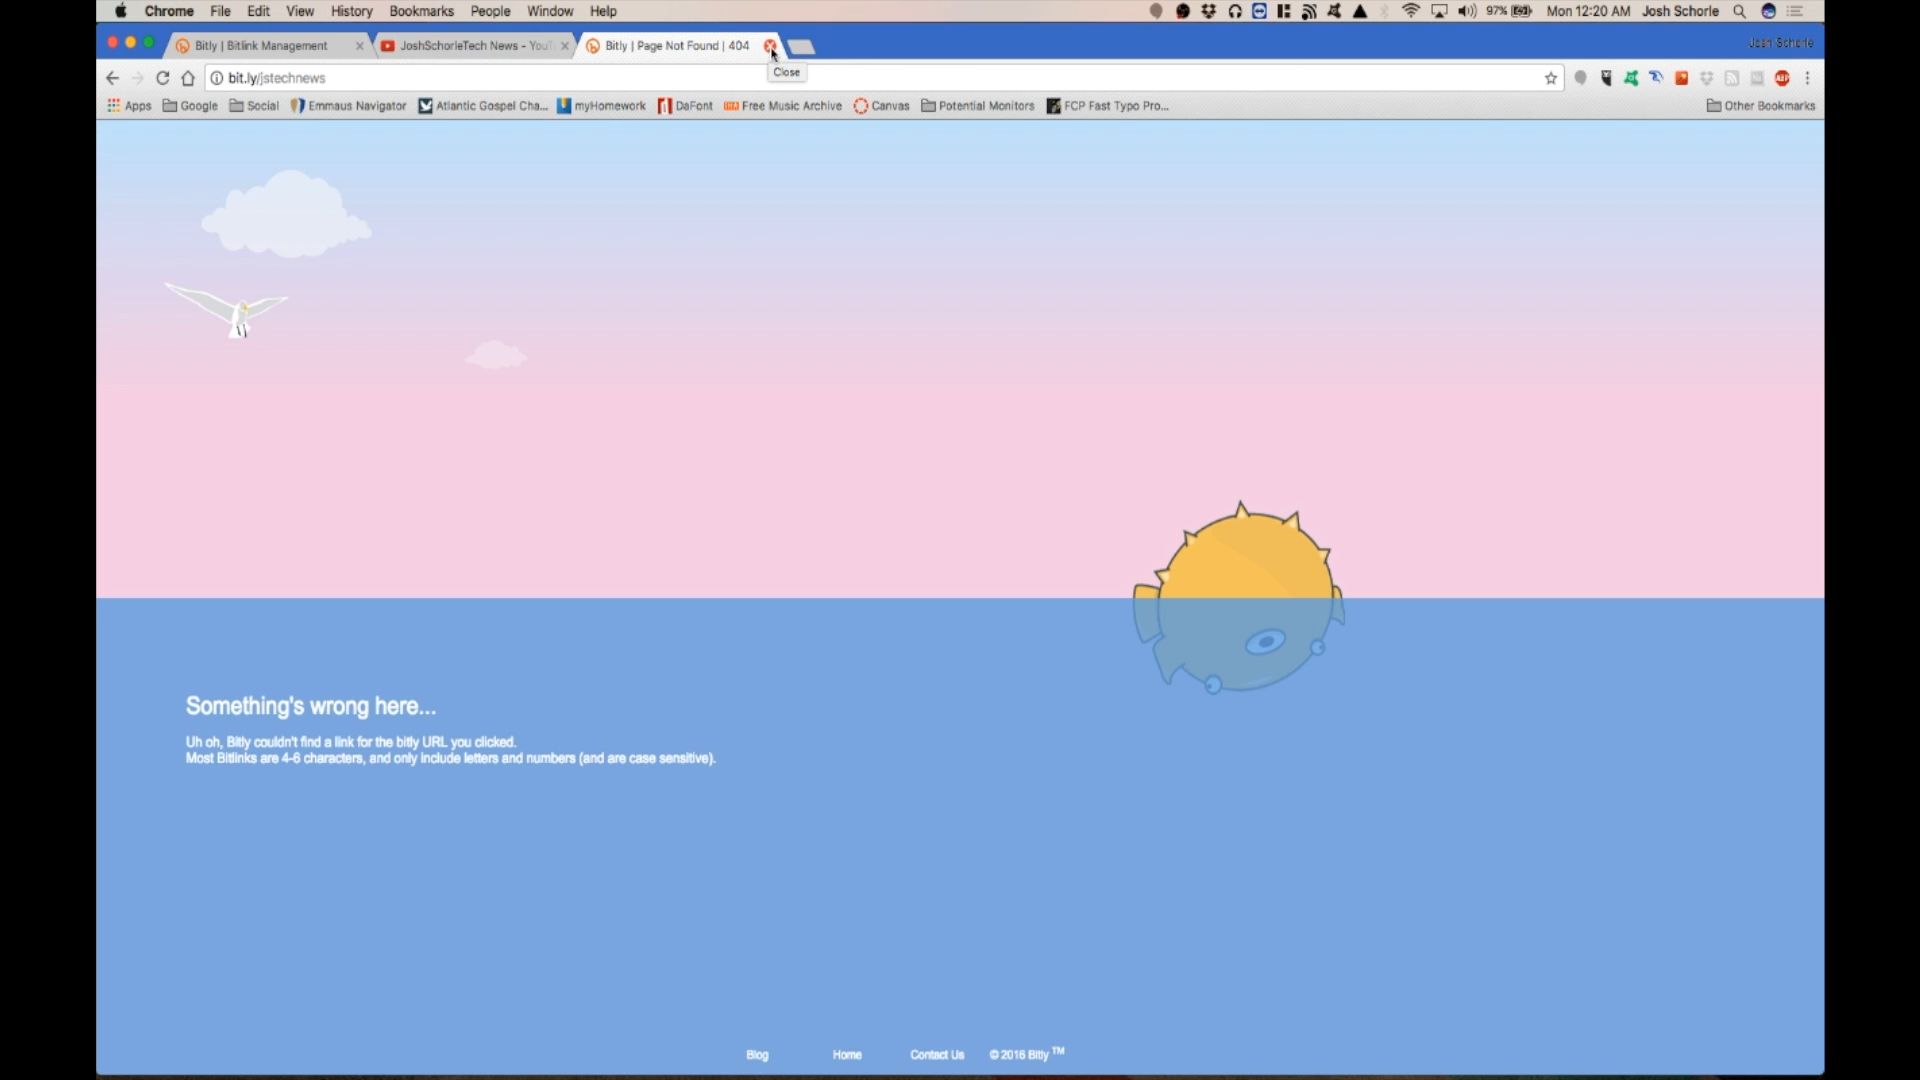 Chrome File Edit View History Bookmarks People Window Help 97% Mon 12:20 AM Josh Schorle
Bitly | Bitlink Management JoshSchorleTech News - YouT Bitly | Page Not Found | 404 Josh Schorle
Close
bit.ly/jstechnews
Apps Google Social Emmaus Navigator Atlantic Gospel Cha... myHomework DaFont Free Music Archive Canvas Potential Monitors FCP Fast Typo Pro... Other Bookmarks
Something's wrong here...
Uh oh, Bitly couldn't find a link for the bitly URL you clicked.
Most Bitlinks are 4-6 characters, and only include letters and numbers (and are case sensitive).
Blog Home Contact Us © 2016 Bitly TM